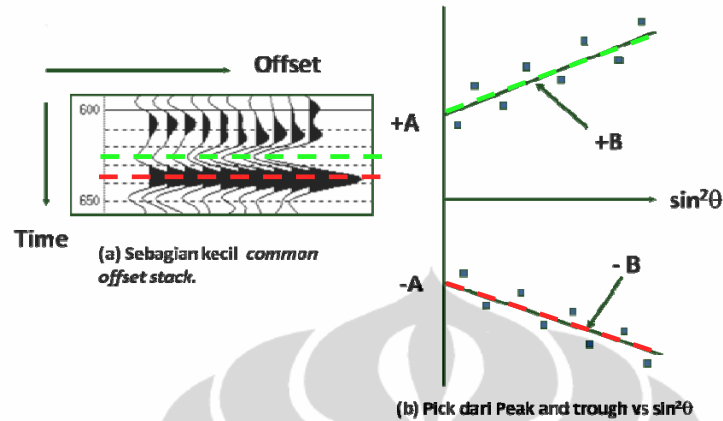 Offset
600
650
Time
(a) Sebagian kecil common
offset stack.
+A
+B
sin²θ
-A
- B
(b) Pick dari Peak and trough vs sin²θ